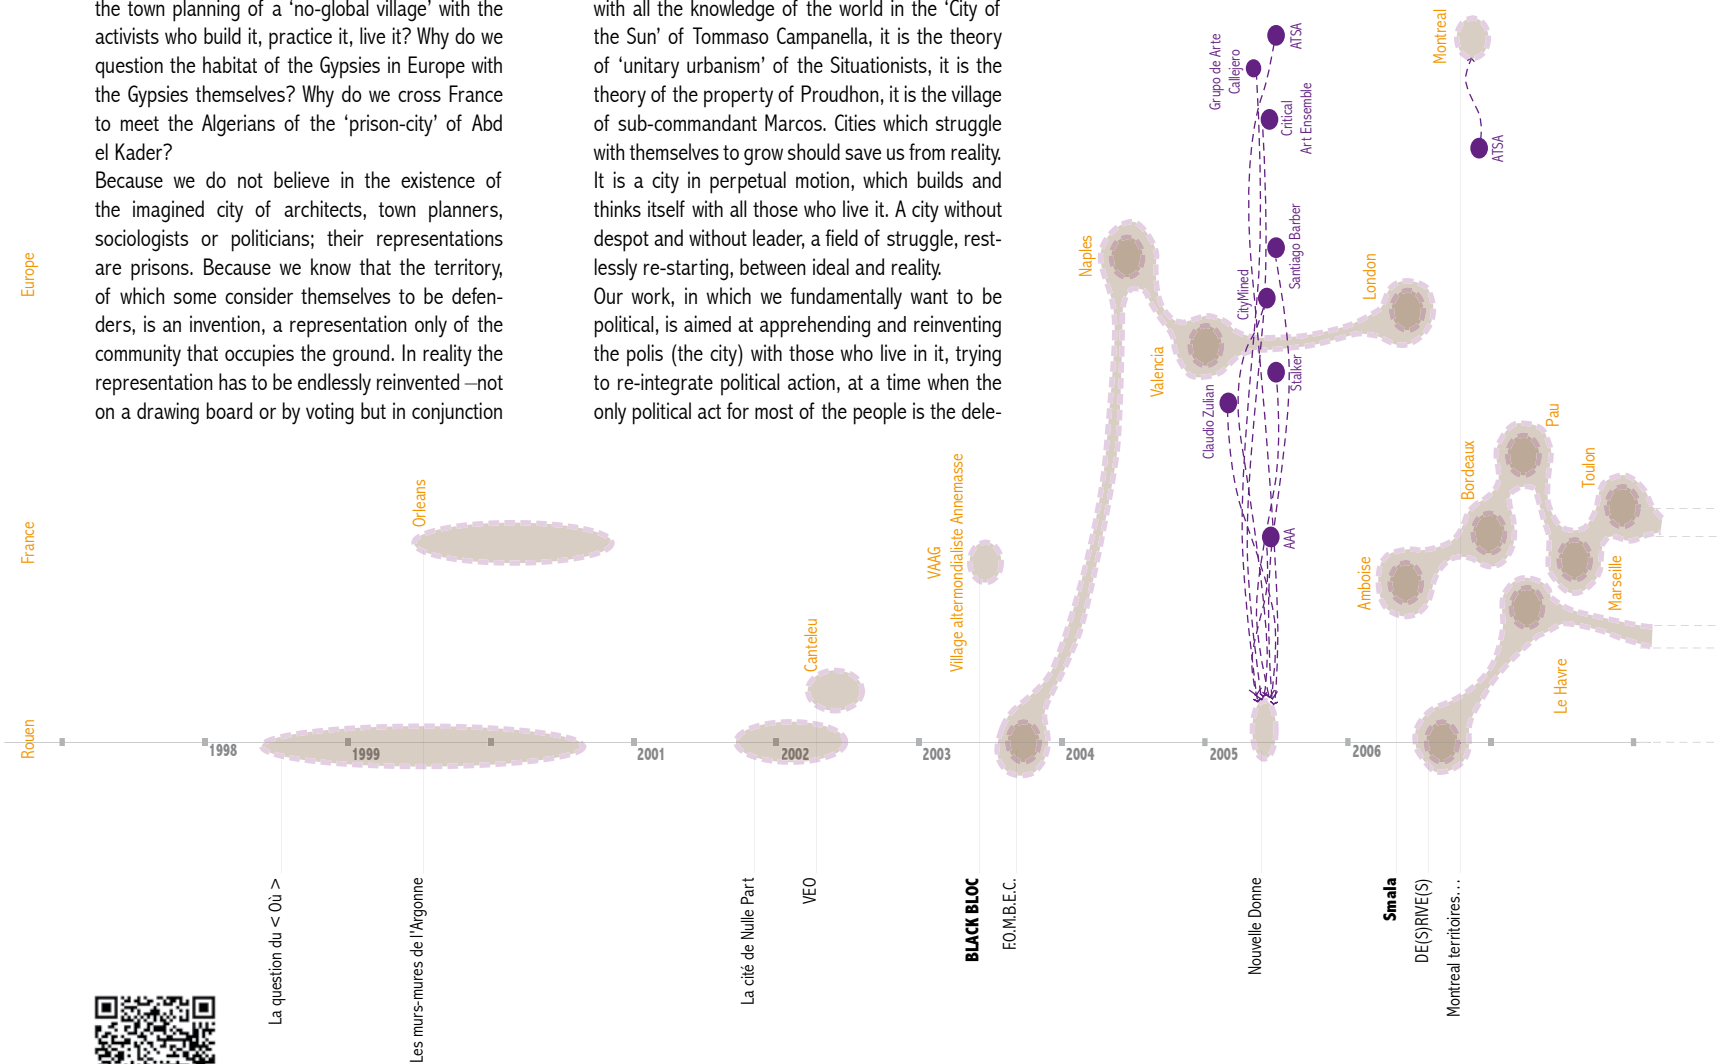 the town planning of a ‘no-global village’ with the
activists who build it, practice it, live it? Why do we
question the habitat of the Gypsies in Europe with
the Gypsies themselves? Why do we cross France
to meet the Algerians of the ‘prison-city’ of Abd
el Kader?
Because we do not believe in the existence of
the imagined city of architects, town planners,
sociologists or politicians; their representations
are prisons. Because we know that the territory,
of which some consider themselves to be defen-
ders, is an invention, a representation only of the
community that occupies the ground. In reality the
representation has to be endlessly reinvented –not
on a drawing board or by voting but in conjunction
with all the knowledge of the world in the ‘City of
the Sun’ of Tommaso Campanella, it is the theory
of ‘unitary urbanism’ of the Situationists, it is the
theory of the property of Proudhon, it is the village
of sub-commandant Marcos. Cities which struggle
with themselves to grow should save us from reality.
It is a city in perpetual motion, which builds and
thinks itself with all those who live it. A city without
despot and without leader, a field of struggle, rest-
lessly re-starting, between ideal and reality.
Our work, in which we fundamentally want to be
political, is aimed at apprehending and reinventing
the polis (the city) with those who live in it, trying
to re-integrate political action, at a time when the
only political act for most of the people is the dele-
Europe
France
Rouen
Orleans
Canteleu
VAAG
Village altermondialiste Annemasse
Naples
Valencia
London
Montreal
Amboise
Bordeaux
Pau
Toulon
Marseille
Le Havre
Grupo de Arte
Callejero
ATSA
Critical
Art Ensemble
Santiago Barber
CityMined
Stalker
Claudio Zulian
AAA
ATSA
1998
1999
2001
2002
2003
2004
2005
2006
La question du < Où >
Les murs-mures de l'Argonne
La cité de Nulle Part
VEO
BLACK BLOC
F.O.M.B.E.C.
Nouvelle Donne
Smala
DE(S)RIVE(S)
Montreal territoires...